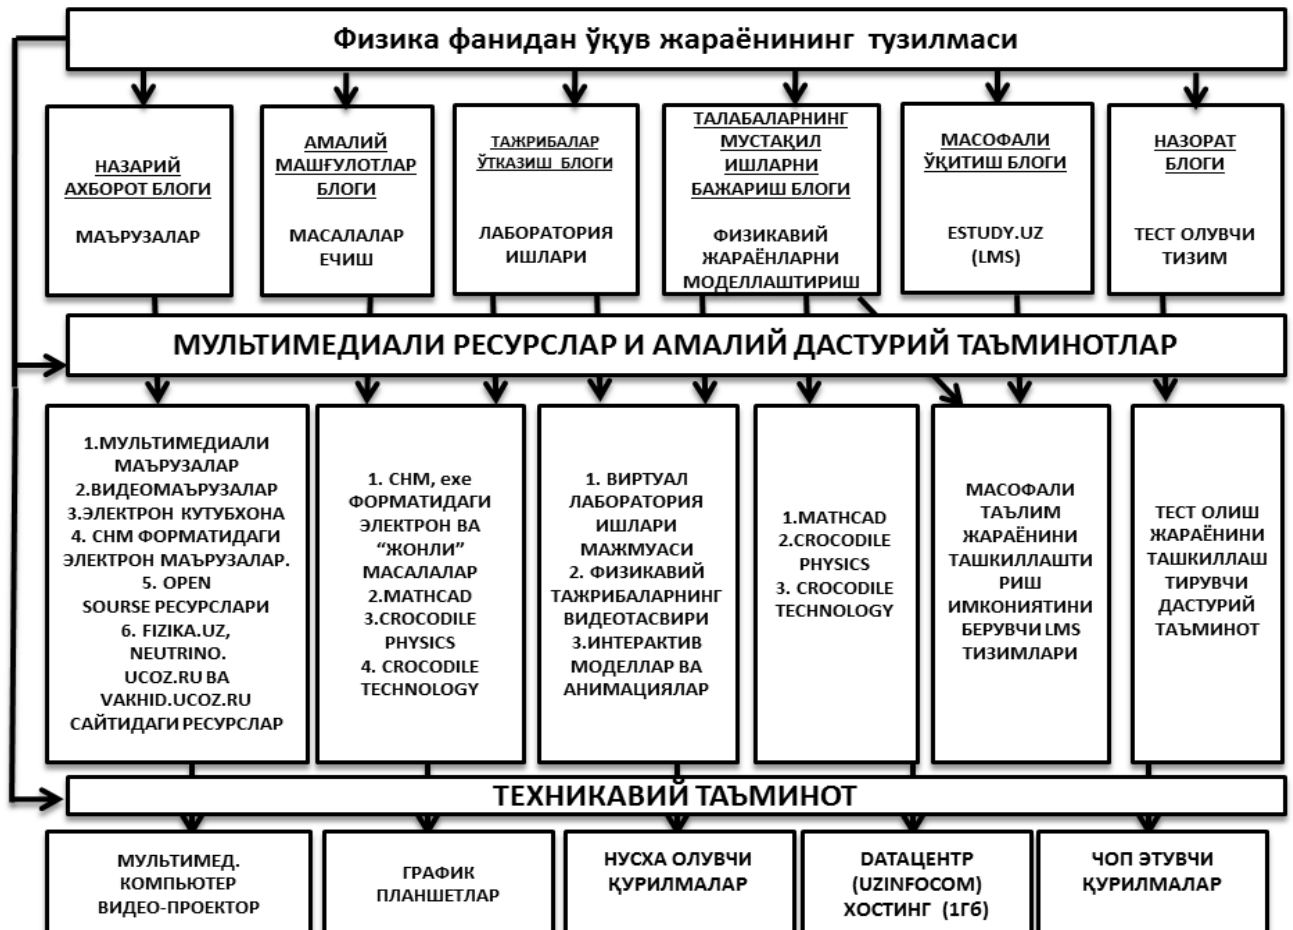 Физика фанидан ўқув жараёнининг тузилмаси
НАЗАРИЙ
АХБОРОТ БЛОГИ
МАЪРУЗАЛАР
АМАЛИЙ
МАШҒУЛОТЛАР
БЛОГИ
МАСАЛАЛАР
ЕЧИШ
ТАЖРИБАЛАР
ЎТКАЗИШ БЛОГИ
ЛАБОРАТОРИЯ
ИШЛАРИ
ТАЛАБАЛАРНИНГ
МУСТАҚИЛ
ИШЛАРНИ
БАЖАРИШ БЛОГИ
ФИЗИКАВИЙ
ЖАРАЁНЛАРНИ
МОДЕЛЛАШТИРИШ
МАСОФАЛИ
ЎҚИТИШ БЛОГИ
ESTUDY.UZ
(LMS)
НАЗОРАТ
БЛОГИ
ТЕСТ ОЛУВЧИ
ТИЗИМ
МУЛЬТИМЕДИАЛИ РЕСУРСЛАР И АМАЛИЙ ДАСТУРИЙ ТАЪМИНОТЛАР
1.МУЛЬТИМЕДИАЛИ
МАЪРУЗАЛАР
2.ВИДЕОМАЪРУЗАЛАР
3.ЭЛЕКТРОН КУТУБХОНА
4. CHM ФОРМАТИДАГИ
ЭЛЕКТРОН МАЪРУЗАЛАР.
5. OPEN
SOURSE РЕСУРСЛАРИ
6. FIZIKA.UZ,
NEUTRINO.
UCOZ.RU ВА
VAKHID.UCOZ.RU
САЙТИДАГИ РЕСУРСЛАР
1. CHM, exe
ФОРМАТИДАГИ
ЭЛЕКТРОН ВА
“ЖОНЛИ”
МАСАЛАЛАР
2.MATHCAD
3.CROCODILE
PHYSICS
4. CROCODILE
TECHNOLOGY
1. ВИРТУАЛ
ЛАБОРАТОРИЯ
ИШЛАРИ
МАЖМУАСИ
2. ФИЗИКАВИЙ
ТАЖРИБАЛАРНИНГ
ВИДЕОТАСВИРИ
3.ИНТЕРАКТИВ
МОДЕЛЛАР ВА
АНИМАЦИЯЛАР
1.MATHCAD
2.CROCODILE
PHYSICS
3. CROCODILE
TECHNOLOGY
МАСОФАЛИ
ТАЪЛИМ
ЖАРАЁНИНИ
ТАШКИЛЛАШТИ
РИШ
ИМКОНИЯТИНИ
БЕРУВЧИ LMS
ТИЗИМЛАРИ
ТЕСТ ОЛИШ
ЖАРАЁНИНИ
ТАШКИЛЛАШ
ТИРУВЧИ
ДАСТУРИЙ
ТАЪМИНОТ
ТЕХНИКАВИЙ ТАЪМИНОТ
МУЛЬТИМЕД.
КОМПЬЮТЕР
ВИДЕО-ПРОЕКТОР
ГРАФИК
ПЛАНШЕТЛАР
НУСХА ОЛУВЧИ
ҚУРИЛМАЛАР
DATAЦЕНТР
(UZINFOCOM)
ХОСТИНГ (1Гб)
ЧОП ЭТУВЧИ
ҚУРИЛМАЛАР